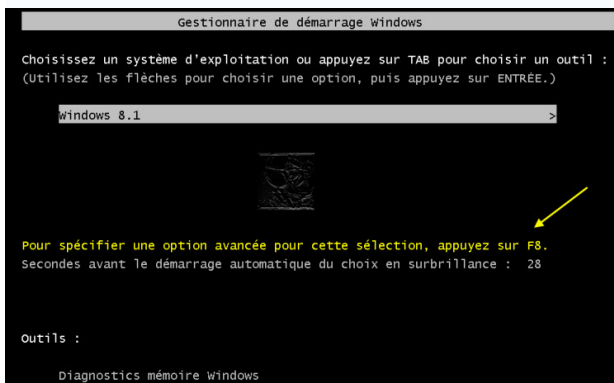 Gestionnaire de démarrage Windows
Choisissez un système d'exploitation ou appuyez sur TAB pour choisir un outil :
(Utilisez les flèches pour choisir une option, puis appuyez sur ENTRÉE.)
Windows 8.1 >
Pour spécifier une option avancée pour cette sélection, appuyez sur F8.
Secondes avant le démarrage automatique du choix en surbrillance : 28
Outils :
Diagnostics mémoire Windows